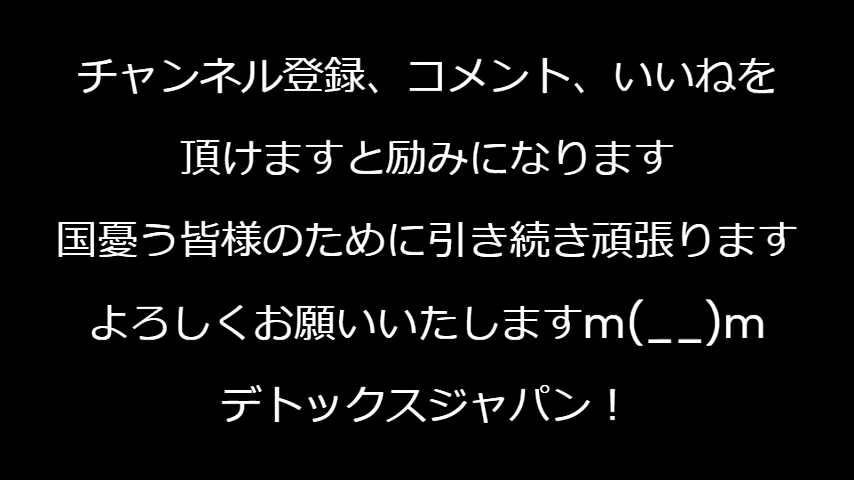 チャンネル登録、コメント、いいねを
頂けますと励みになります
国憂う皆様のために引き続き頑張ります
よろしくお願いいたしますm(__)m
デトックスジャパン！